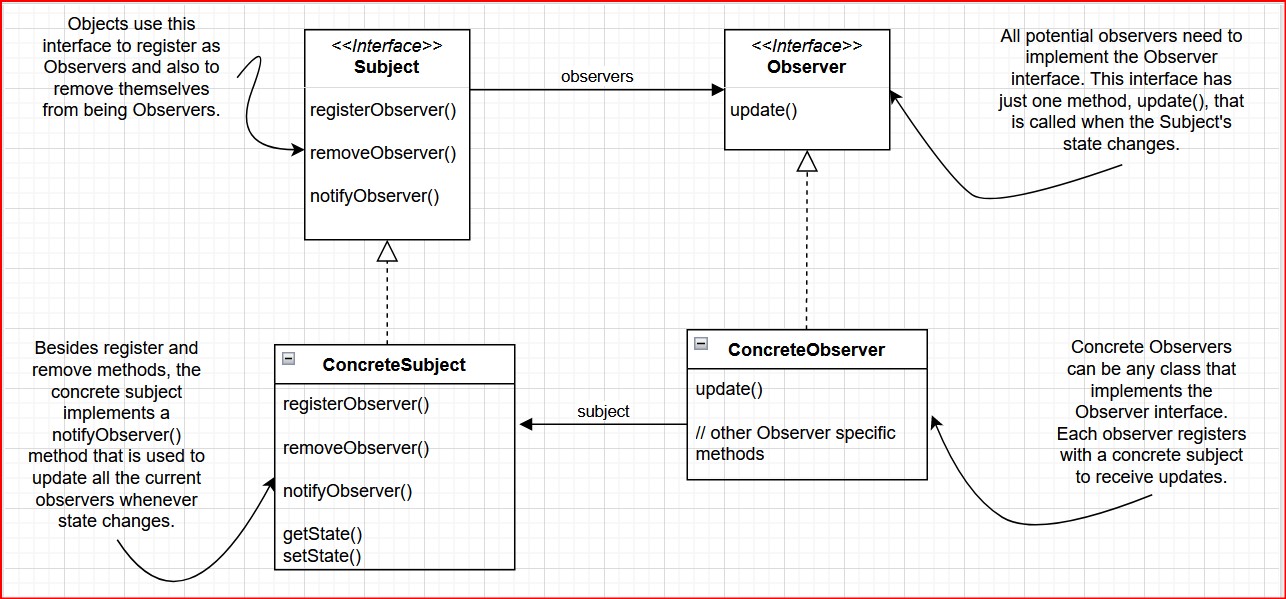 Objects use this
interface to register as
Observers and also to
remove themselves
from being Observers.
<<Interface>>
Subject
registerObserver()
removeObserver()
notifyObserver()
observers
<<Interface>>
Observer
update()
All potential observers need to
implement the Observer
interface. This interface has
just one method, update(), that
is called when the Subject's
state changes.
Besides register and
remove methods, the
concrete subject
implements a
notifyObserver()
method that is used to
update all the current
observers whenever
state changes.
ConcreteSubject
registerObserver()
removeObserver()
notifyObserver()
getState()
setState()
subject
ConcreteObserver
update()
// other Observer specific
methods
Concrete Observers
can be any class that
implements the
Observer interface.
Each observer registers
with a concrete subject
to receive updates.